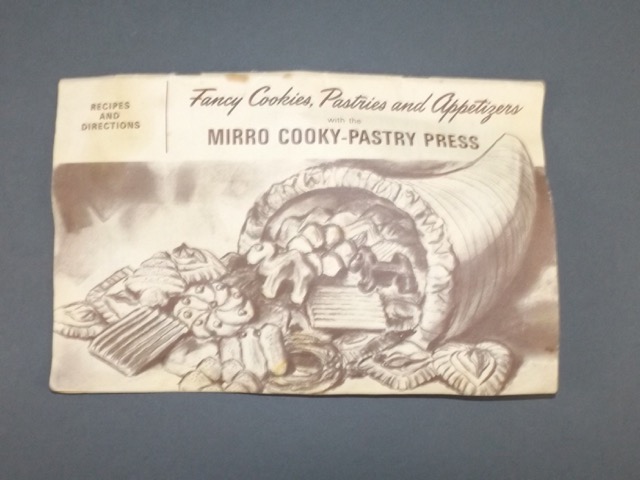 RECIPES
AND
DIRECTIONS
Fancy Cookies, Pastries and Appetizers
with the
MIRRO COOKY-PASTRY PRESS